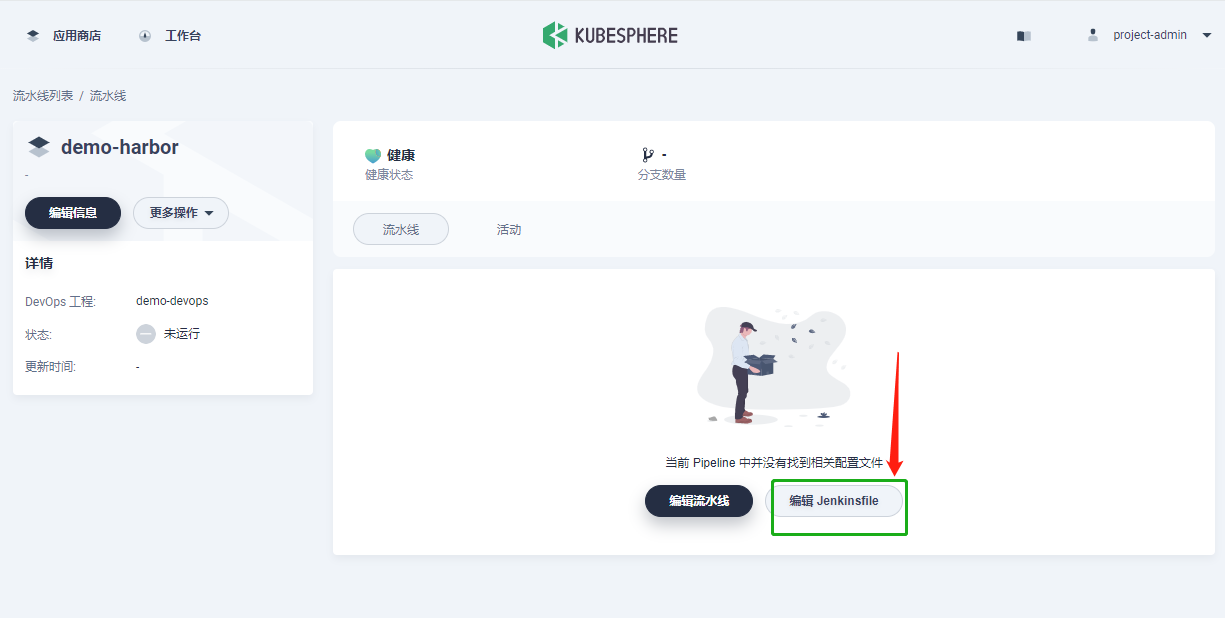 应用商店 工作台 KUBESPHERE project-admin
流水线列表 / 流水线
demo-harbor
-
编辑信息 更多操作
详情
DevOps 工程: demo-devops
状态: 未运行
更新时间: -
健康 -
健康状态 分支数量
流水线 活动
当前 Pipeline 中并没有找到相关配置文件
编辑流水线 编辑 Jenkinsfile